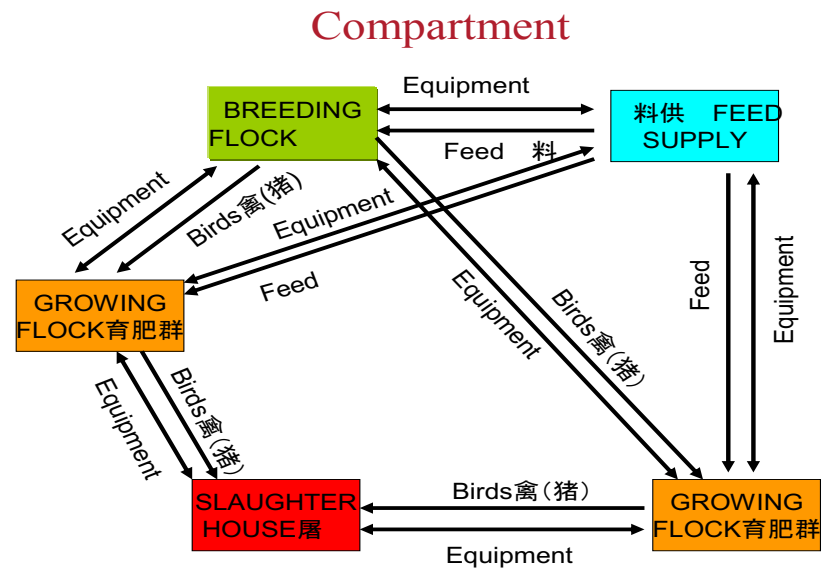 Compartment
Equipment
BREEDING
FLOCK
料供 FEED
SUPPLY
Feed 料
Equipment
Birds禽(猪)
Equipment
Feed
GROWING
FLOCK育肥群
Equipment
Birds禽(猪)
Feed
Equipment
Equipment
Birds禽(猪)
SLAUGHTER
HOUSE屠
Birds禽(猪)
Equipment
GROWING
FLOCK育肥群